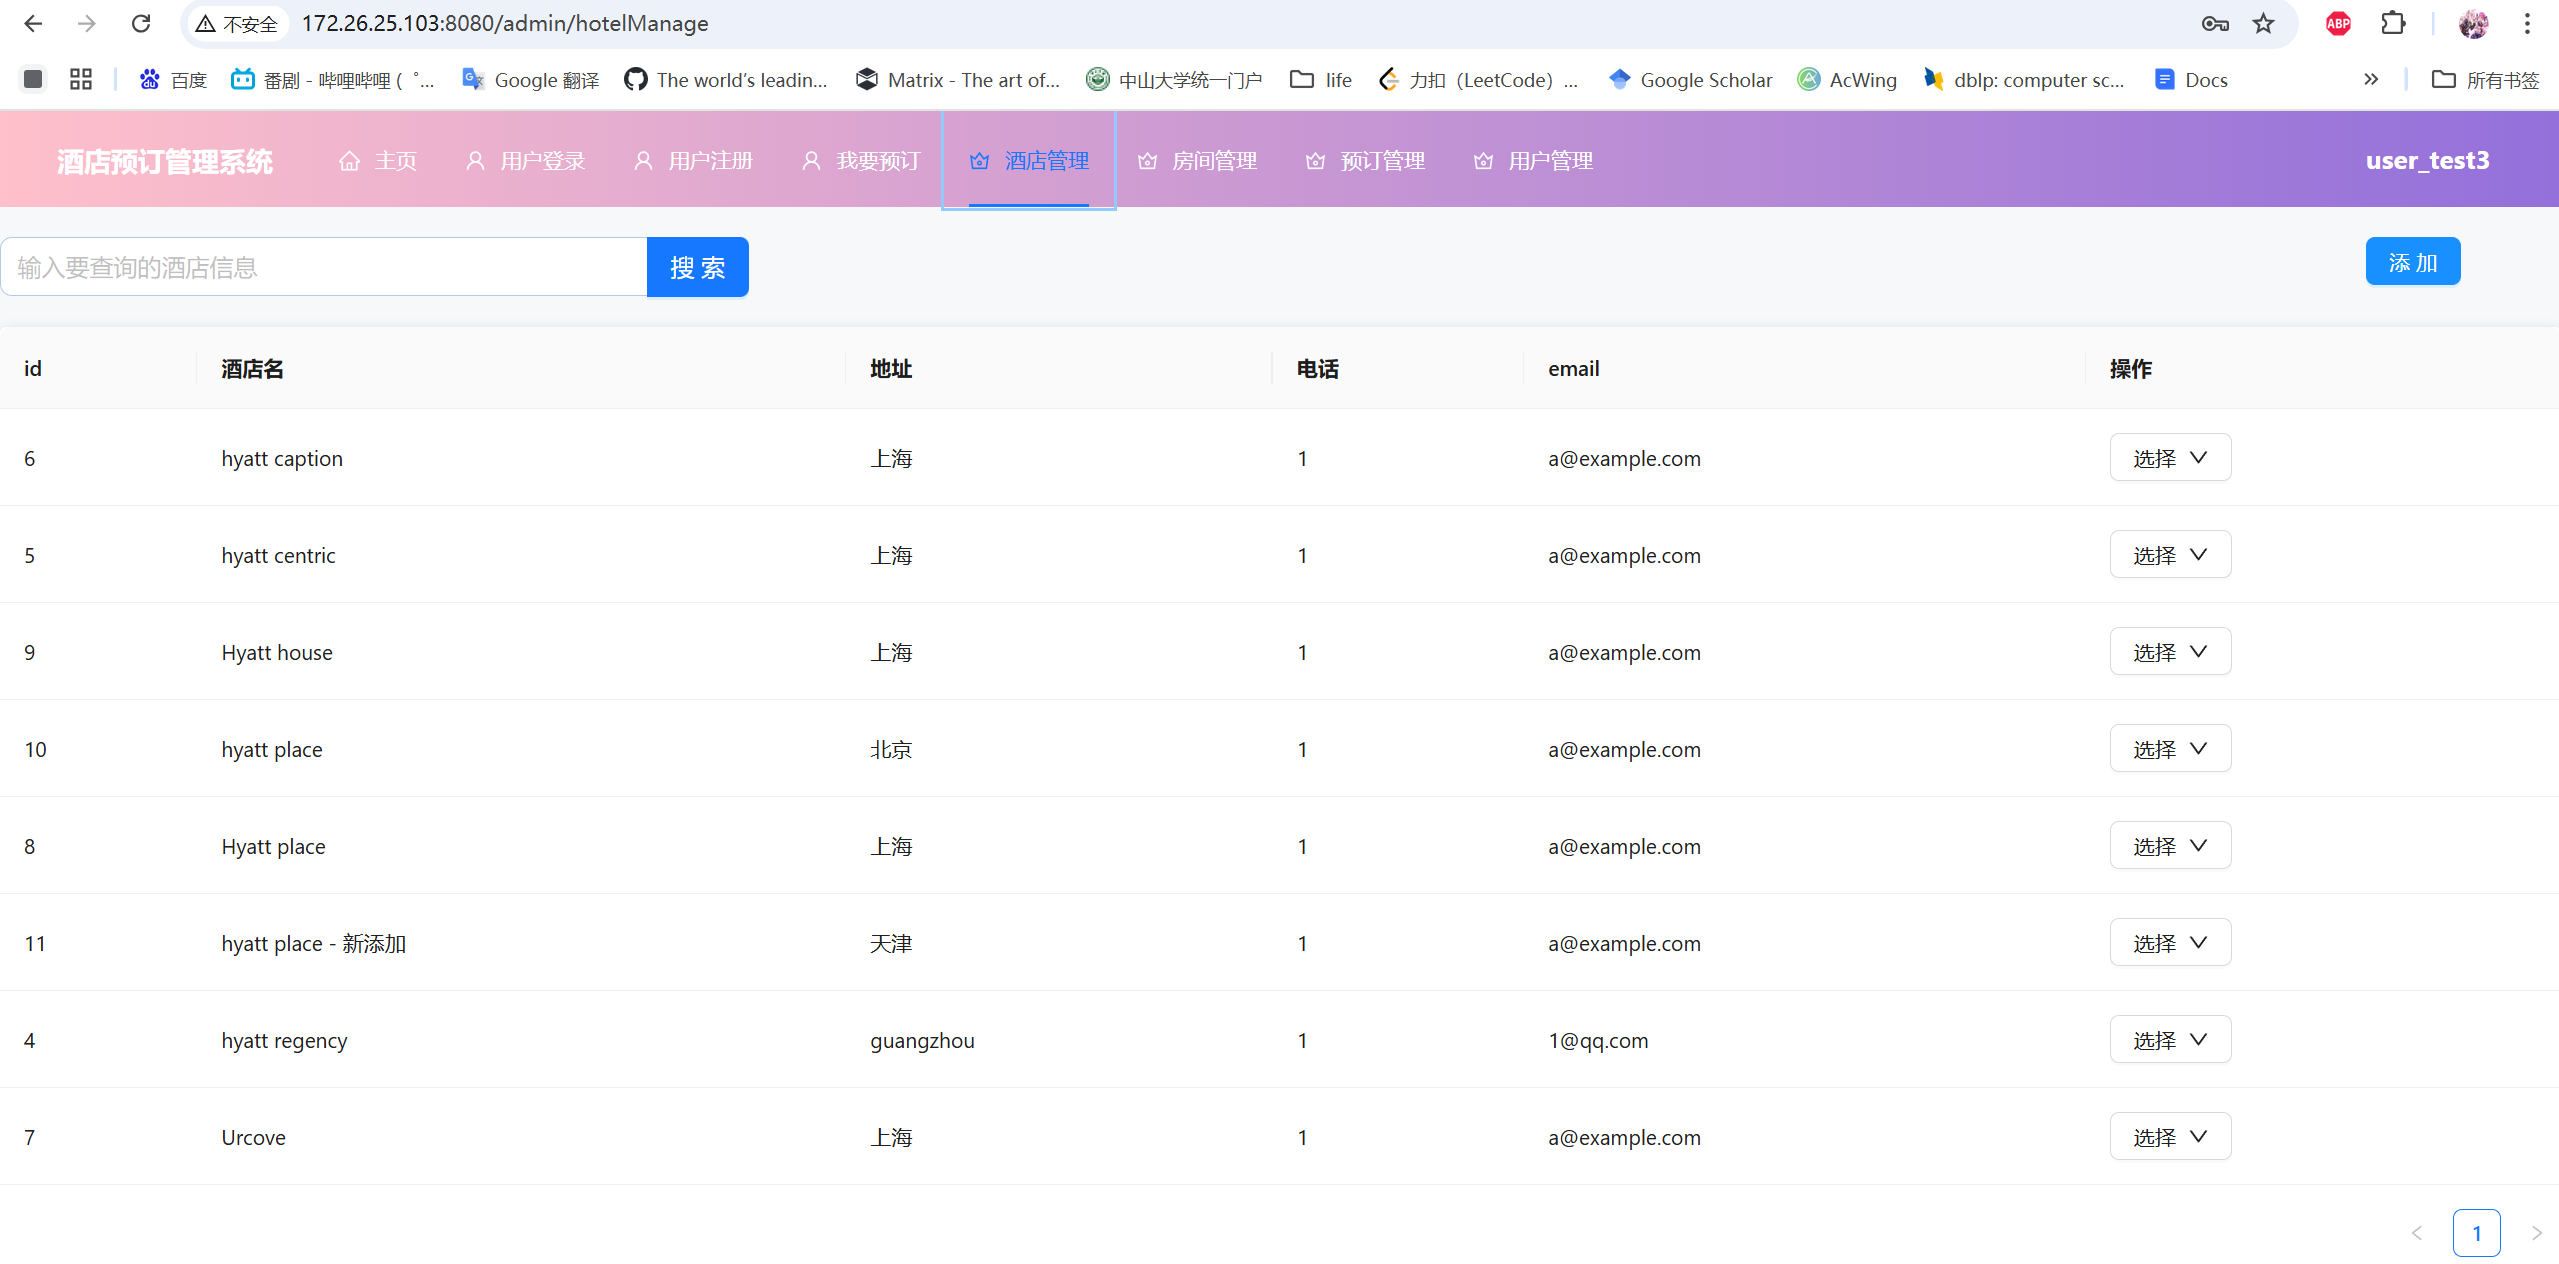 不安全 172.26.25.103:8080/admin/hotelManage ABP
百度 番剧 - 哔哩哔哩 ( ゜... Google 翻译 The world's leadin... Matrix - The art of... 中山大学统一门户 life 力扣（LeetCode）... Google Scholar AcWing dblp: computer sc... Docs » 所有书签
酒店预订管理系统 主页 用户登录 用户注册 我要预订 酒店管理 房间管理 预订管理 用户管理 user_test3
输入要查询的酒店信息 搜 索 添 加
id 酒店名 地址 电话 email 操作
6 hyatt caption 上海 1 a@example.com 选择
5 hyatt centric 上海 1 a@example.com 选择
9 Hyatt house 上海 1 a@example.com 选择
10 hyatt place 北京 1 a@example.com 选择
8 Hyatt place 上海 1 a@example.com 选择
11 hyatt place - 新添加 天津 1 a@example.com 选择
4 hyatt regency guangzhou 1 1@qq.com 选择
7 Urcove 上海 1 a@example.com 选择
< 1 >